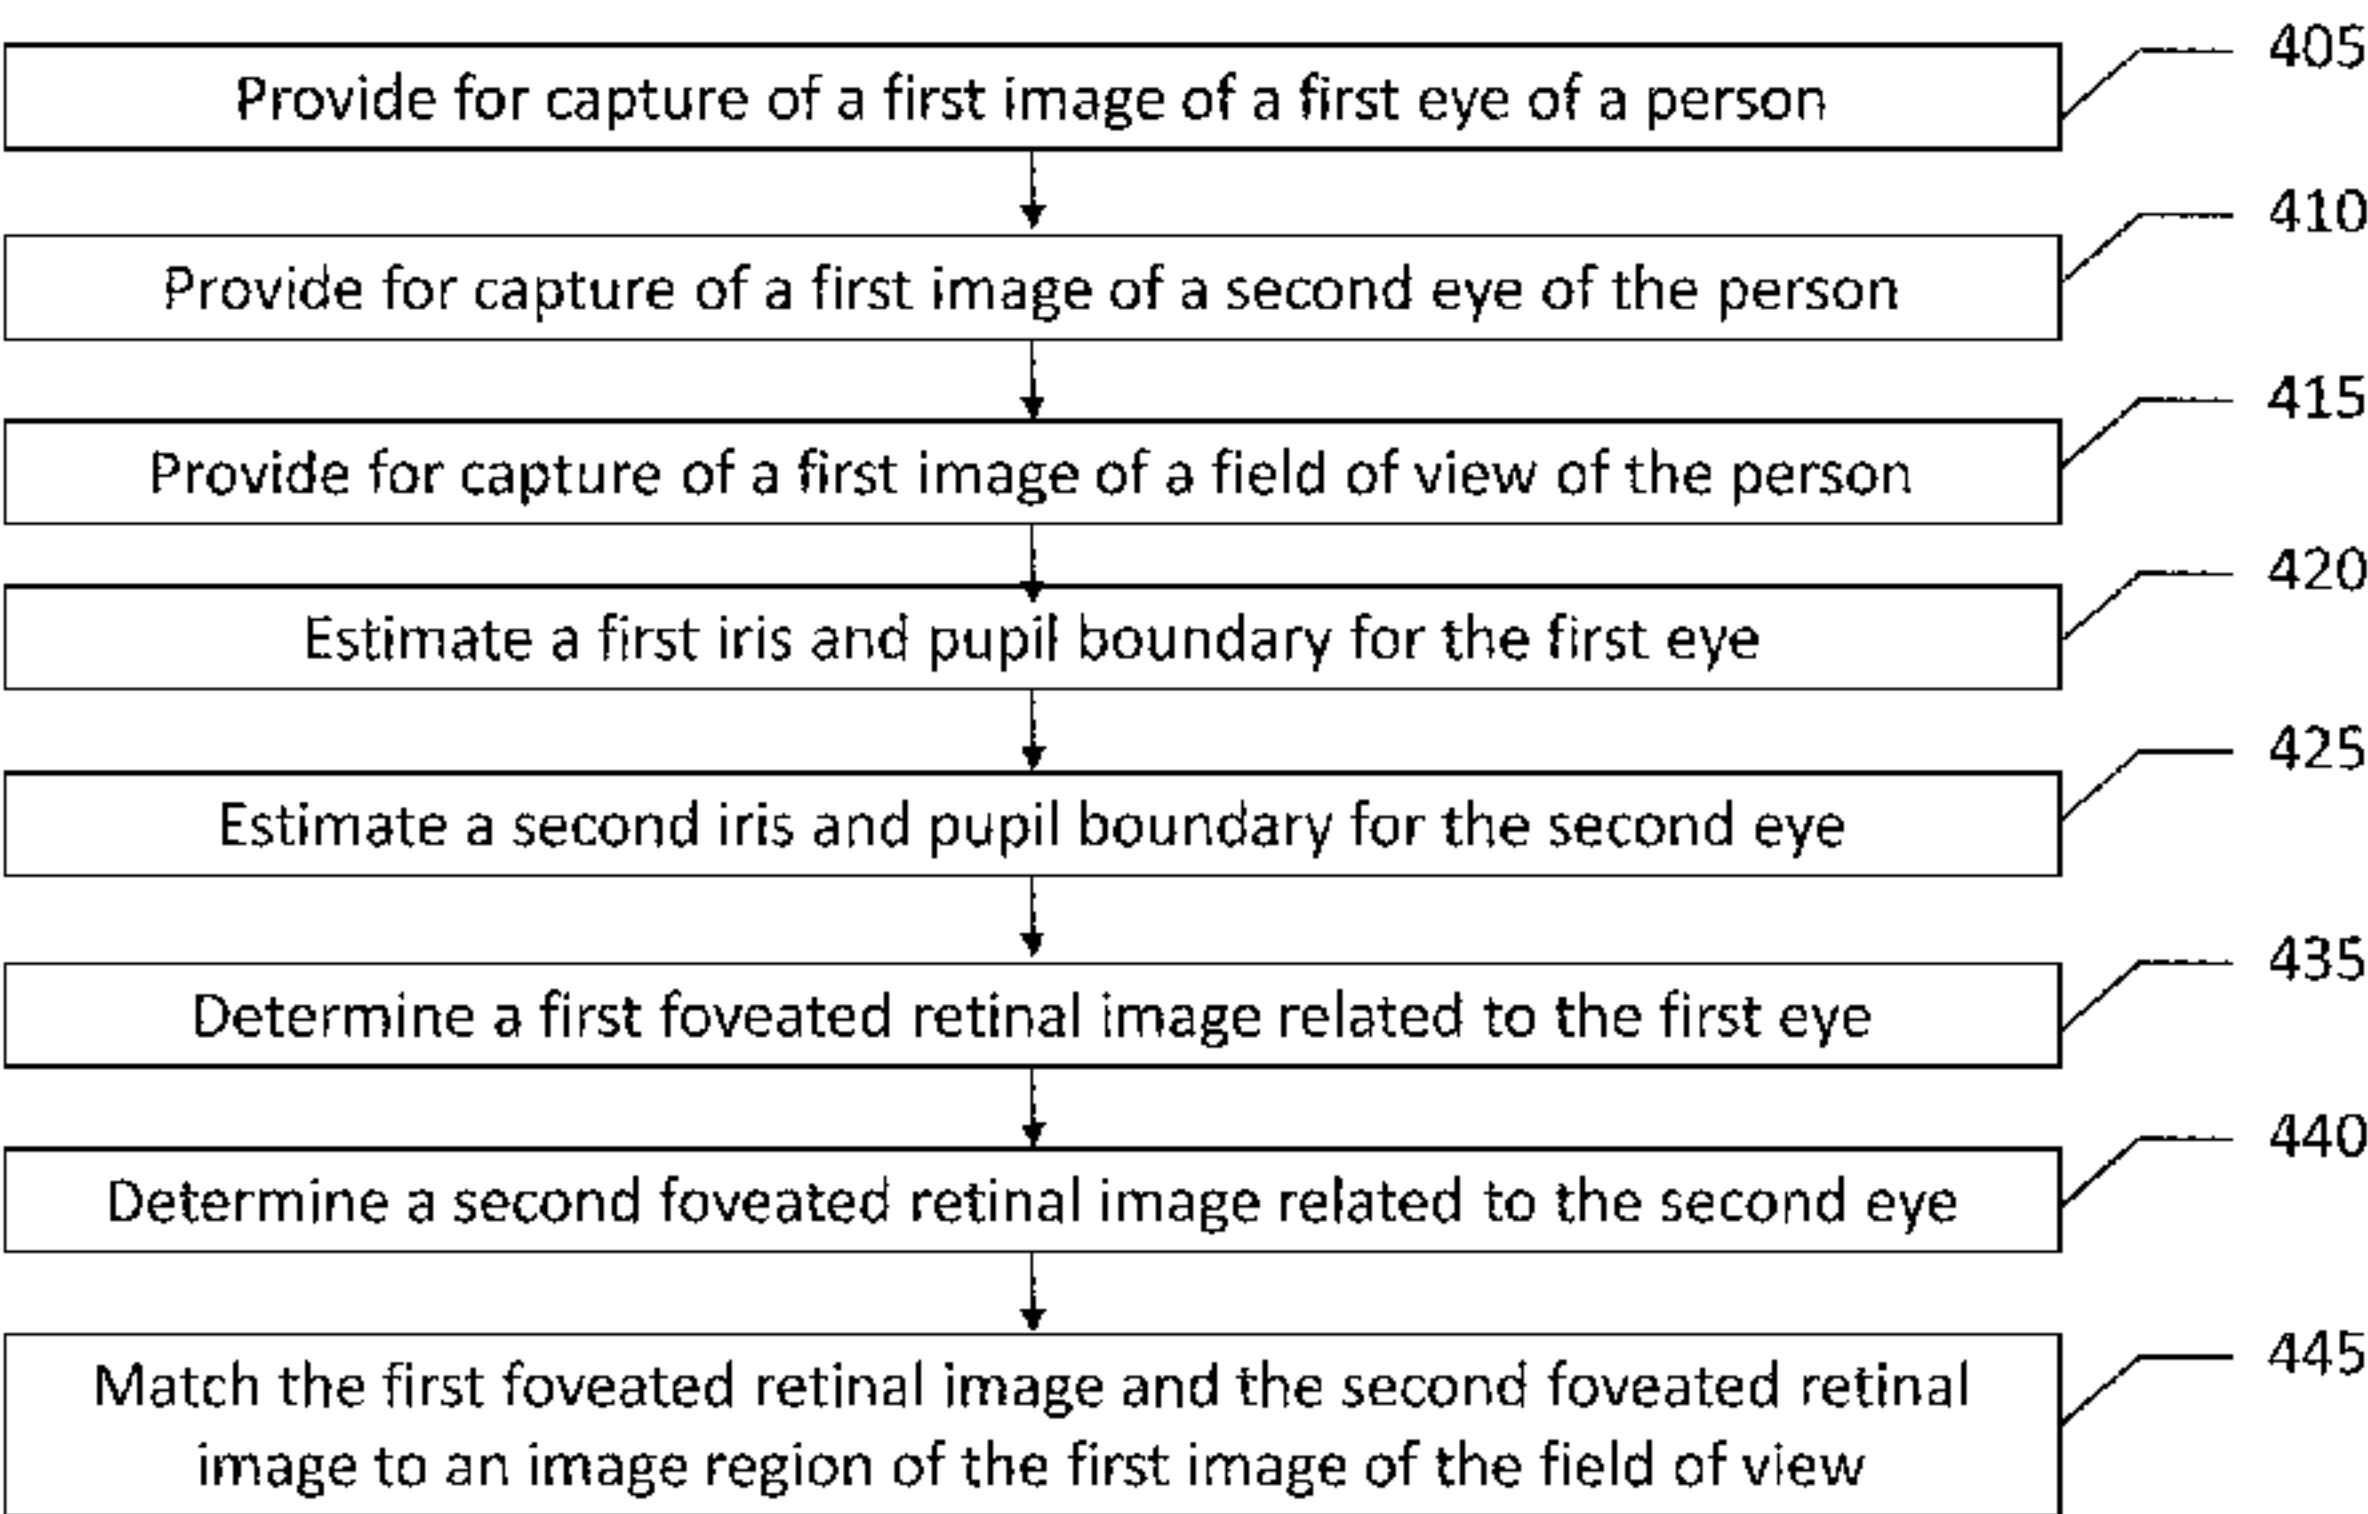 405
Provide for capture of a first image of a first eye of a person
410
Provide for capture of a first image of a second eye of the person
415
Provide for capture of a first image of a field of view of the person
420
Estimate a first iris and pupil boundary for the first eye
425
Estimate a second iris and pupil boundary for the second eye
435
Determine a first foveated retinal image related to the first eye
440
Determine a second foveated retinal image related to the second eye
445
Match the first foveated retinal image and the second foveated retinal
image to an image region of the first image of the field of view